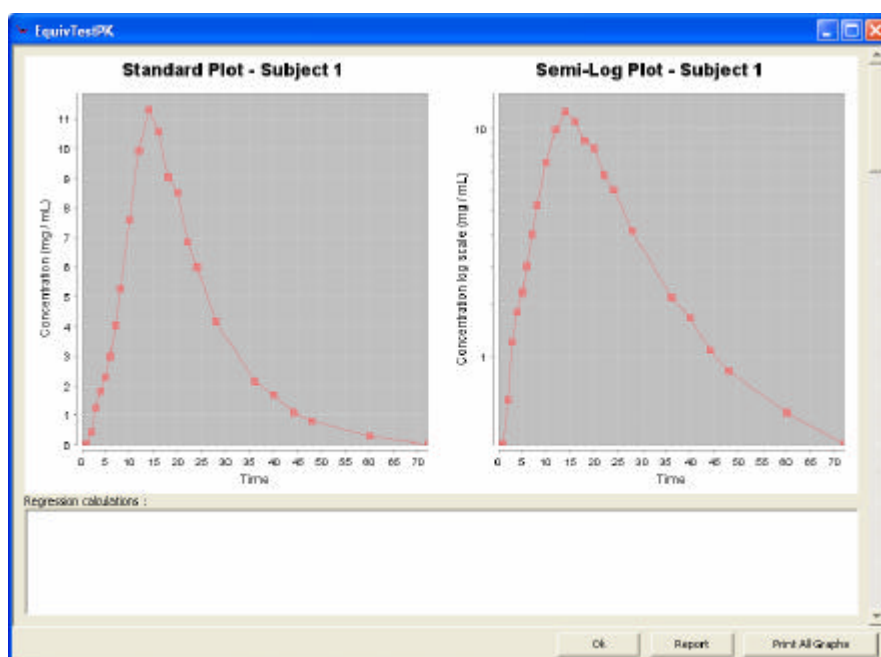 EquivTestPK
Standard Plot - Subject 1
Semi-Log Plot - Subject 1
Concentration (mg / mL)
11
10
9
8
7
6
5
4
3
2
1
0
0 5 10 15 20 25 30 35 40 45 50 55 60 65 70
Time
Concentration log scale (mg / mL)
10
1
0 5 10 15 20 25 30 35 40 45 50 55 60 65 70
Time
Regression calculations :
Ok
Report
Print All Graphs